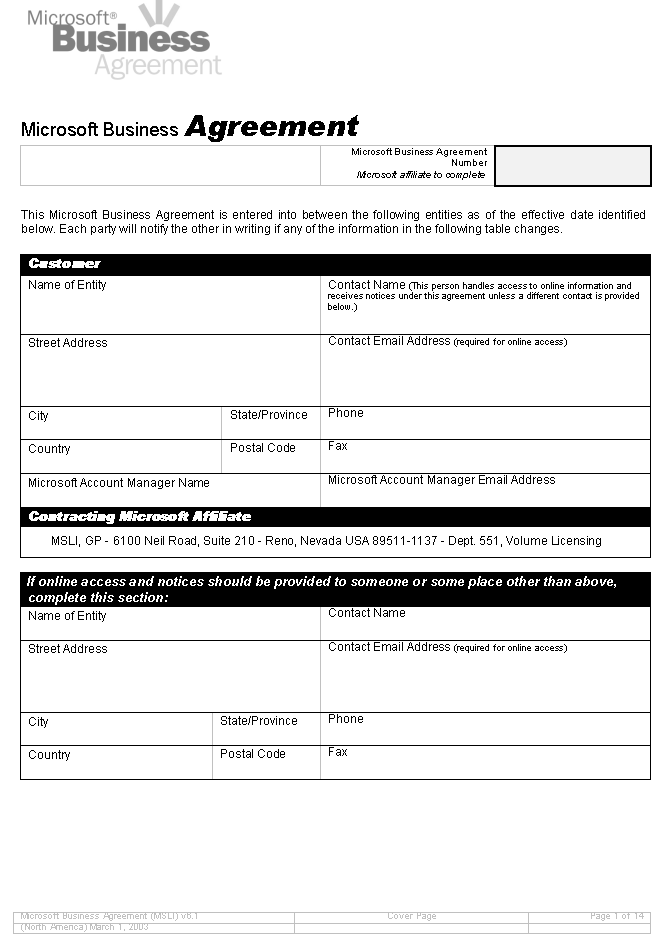 Microsoft®
Business
Agreement
Microsoft Business Agreement
Microsoft Business Agreement
Number
Microsoft affiliate to complete
This Microsoft Business Agreement is entered into between the following entities as of the effective date identified
below. Each party will notify the other in writing if any of the information in the following table changes.
Customer
Name of Entity
Contact Name (This person handles access to online information and
receives notices under this agreement unless a different contact is provided
below.)
Street Address
Contact Email Address (required for online access)
City
State/Province
Phone
Country
Postal Code
Fax
Microsoft Account Manager Name
Microsoft Account Manager Email Address
Contracting Microsoft Affiliate
MSLI, GP - 6100 Neil Road, Suite 210 - Reno, Nevada USA 89511-1137 - Dept. 551, Volume Licensing
If online access and notices should be provided to someone or some place other than above,
complete this section:
Name of Entity
Contact Name
Street Address
Contact Email Address (required for online access)
City
State/Province
Phone
Country
Postal Code
Fax
Microsoft Business Agreement (MSLI) v6.1
(North America) March 1, 2003
Cover Page
Page 1 of 14